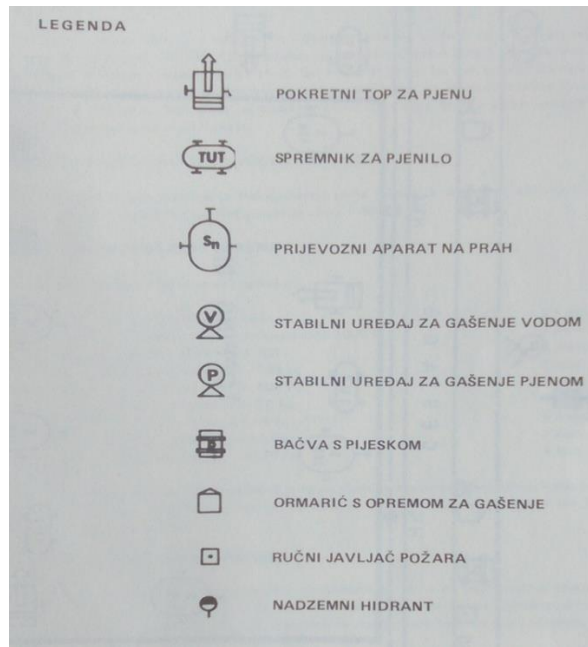 LEGENDA
POKRETNI TOP ZA PJENU
TUT SPREMNIK ZA PJENILO
Sn PRIJEVOZNI APARAT NA PRAH
V STABILNI UREĐAJ ZA GAŠENJE VODOM
P STABILNI UREĐAJ ZA GAŠENJE PJENOM
BAČVA S PIJESKOM
ORMARIĆ S OPREMOM ZA GAŠENJE
RUČNI JAVLJAČ POŽARA
NADZEMNI HIDRANT